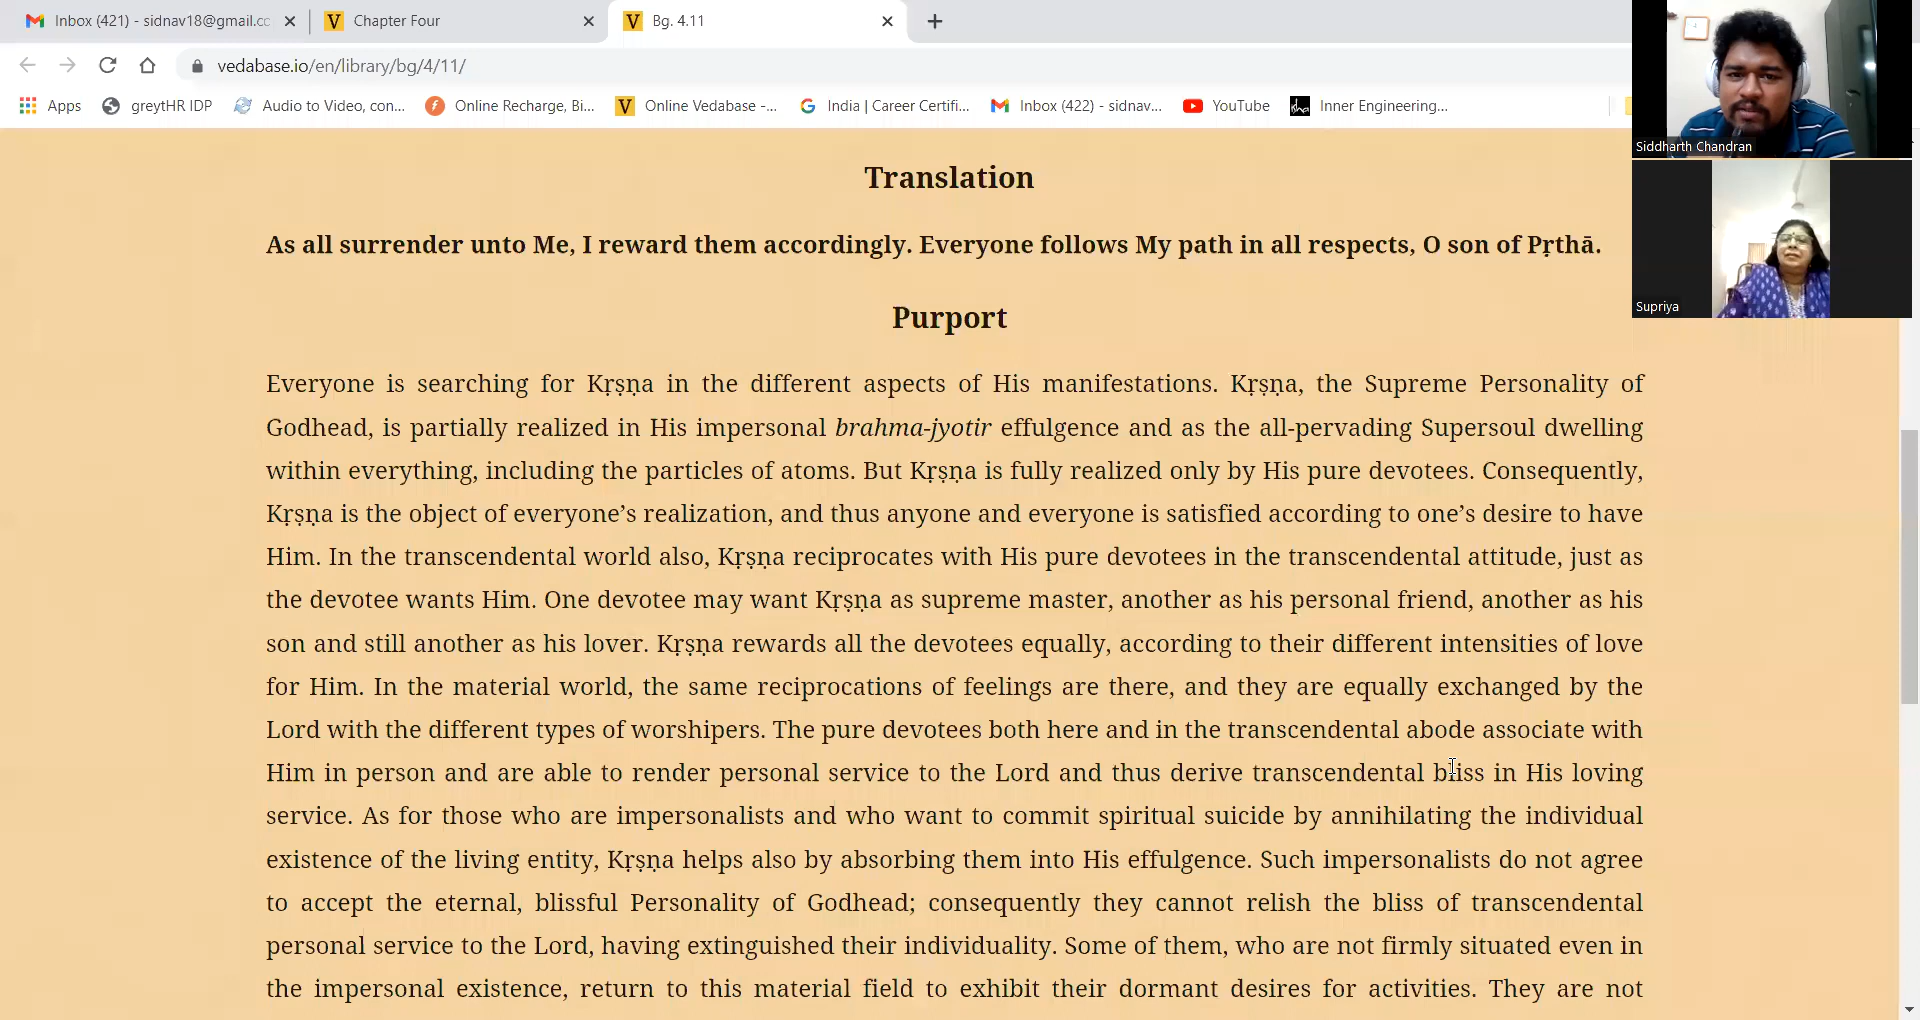 Inbox (421) - sidnav18@gmail.cc
Chapter Four
Bg. 4.11
vedabase.io/en/library/bg/4/11/
Apps
greytHR IDP
Audio to Video, con...
Online Recharge, Bi...
Online Vedabase -...
India | Career Certifi...
Inbox (422) - sidnav...
YouTube
Inner Engineering...
Siddharth Chandran
Supriya
Translation
As all surrender unto Me, I reward them accordingly. Everyone follows My path in all respects, O son of Pṛthā.
Purport
Everyone is searching for Kṛṣṇa in the different aspects of His manifestations. Kṛṣṇa, the Supreme Personality of
Godhead, is partially realized in His impersonal brahma-jyotir effulgence and as the all-pervading Supersoul dwelling
within everything, including the particles of atoms. But Kṛṣṇa is fully realized only by His pure devotees. Consequently,
Kṛṣṇa is the object of everyone’s realization, and thus anyone and everyone is satisfied according to one’s desire to have
Him. In the transcendental world also, Kṛṣṇa reciprocates with His pure devotees in the transcendental attitude, just as
the devotee wants Him. One devotee may want Kṛṣṇa as supreme master, another as his personal friend, another as his
son and still another as his lover. Kṛṣṇa rewards all the devotees equally, according to their different intensities of love
for Him. In the material world, the same reciprocations of feelings are there, and they are equally exchanged by the
Lord with the different types of worshipers. The pure devotees both here and in the transcendental abode associate with
Him in person and are able to render personal service to the Lord and thus derive transcendental bliss in His loving
service. As for those who are impersonalists and who want to commit spiritual suicide by annihilating the individual
existence of the living entity, Kṛṣṇa helps also by absorbing them into His effulgence. Such impersonalists do not agree
to accept the eternal, blissful Personality of Godhead; consequently they cannot relish the bliss of transcendental
personal service to the Lord, having extinguished their individuality. Some of them, who are not firmly situated even in
the impersonal existence, return to this material field to exhibit their dormant desires for activities. They are not